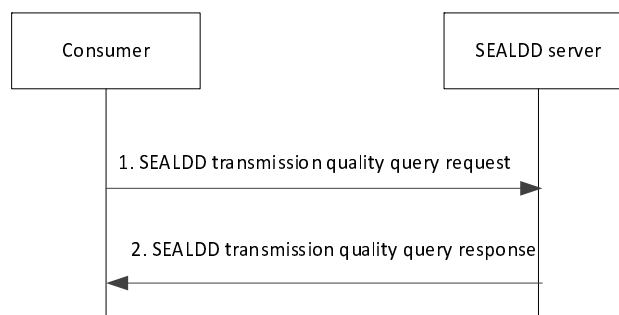 Consumer
SEALDD server
1. SEALDD transmission quality query request
2. SEALDD transmission quality query response